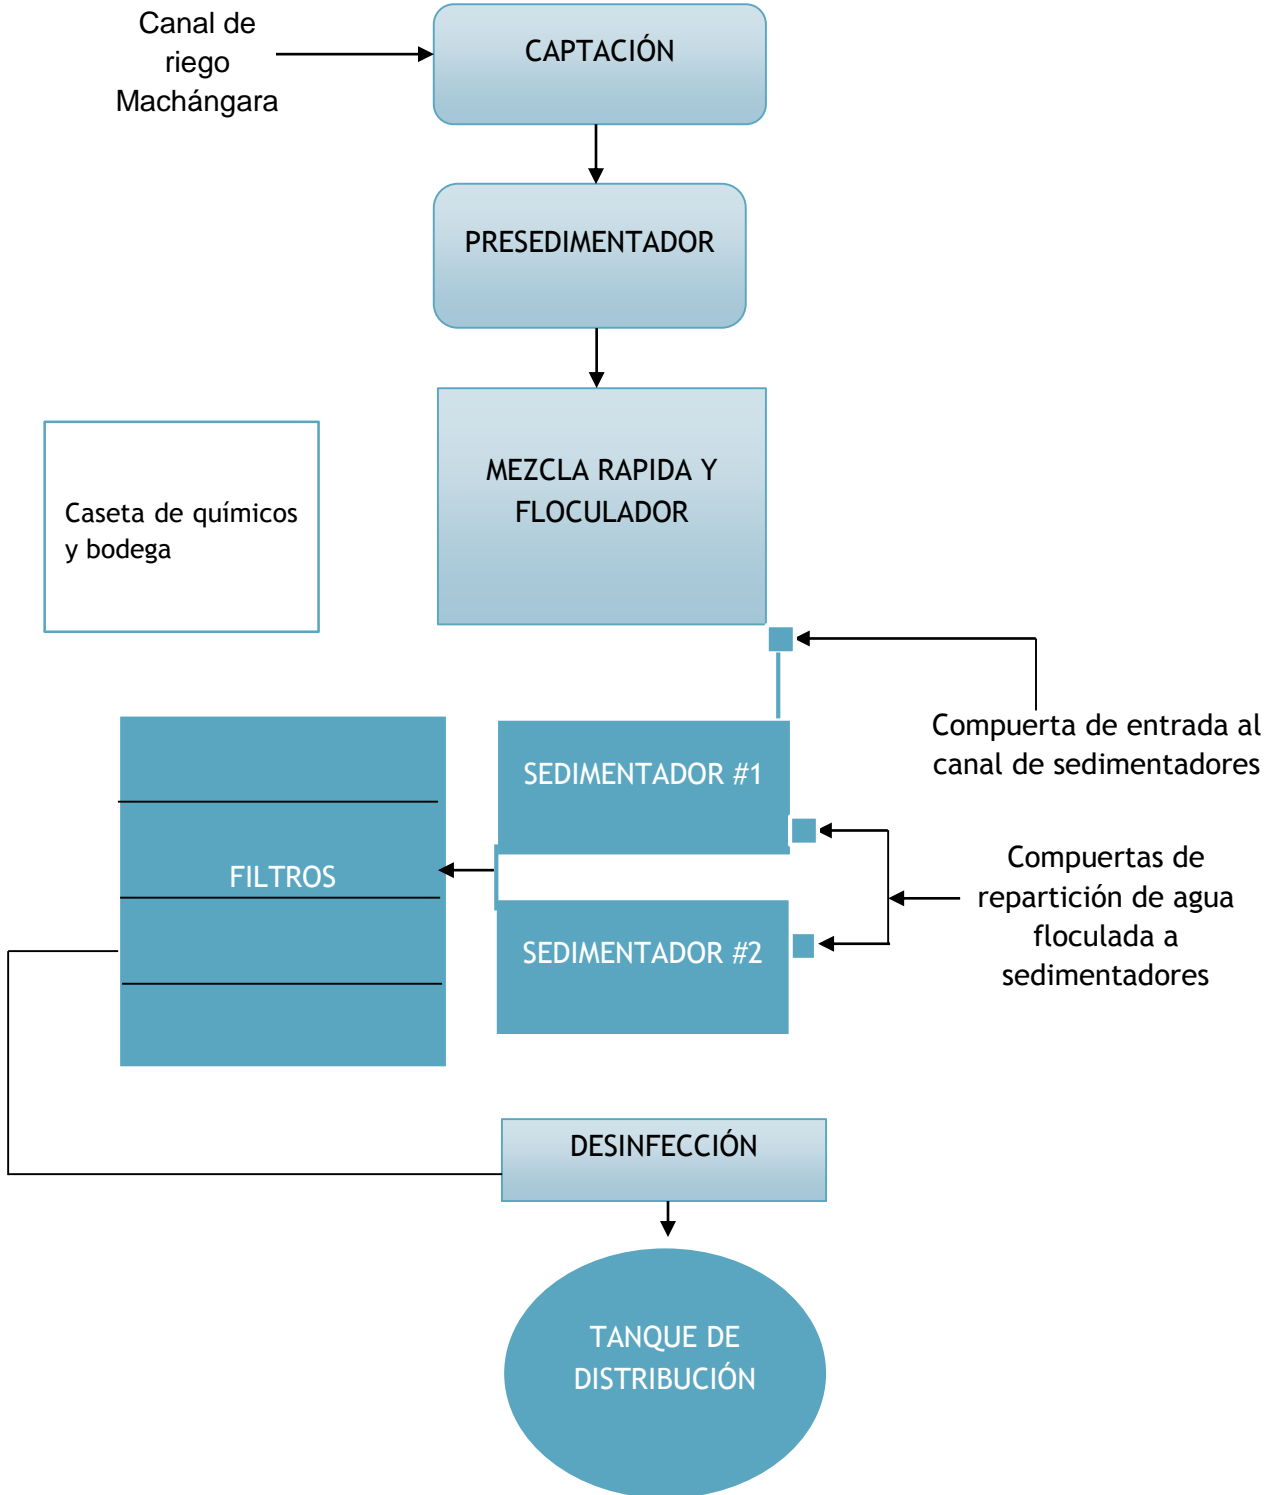 Canal de
riego
Machángara
CAPTACIÓN
PRESEDIMENTADOR
MEZCLA RAPIDA Y
FLOCULADOR
Caseta de químicos
y bodega
Compuerta de entrada al
canal de sedimentadores
SEDIMENTADOR #1
FILTROS
Compuertas de
repartición de agua
floculada a
sedimentadores
SEDIMENTADOR #2
DESINFECCIÓN
TANQUE DE
DISTRIBUCIÓN